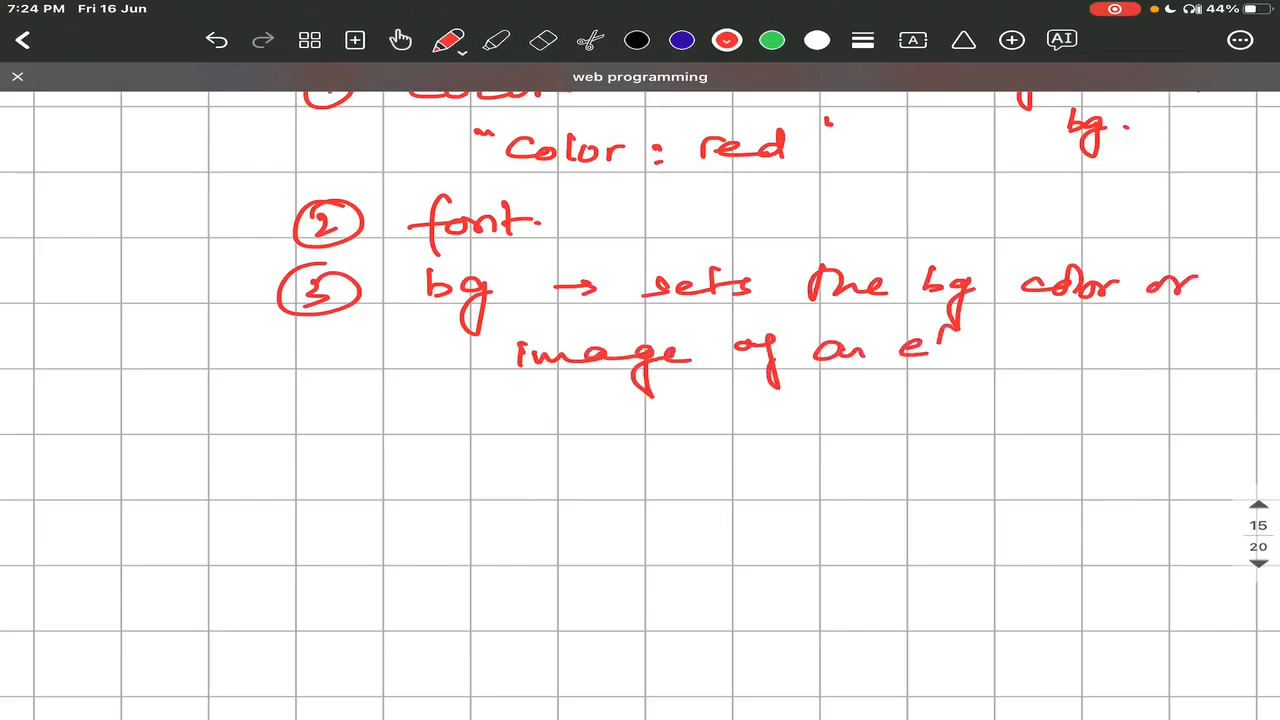 7:24 PM Fri 16 Jun
44%
A
AI
web programming
bg.
"Color : red "
2 font.
3 bg → sets the bg color or
image of an e
15
20